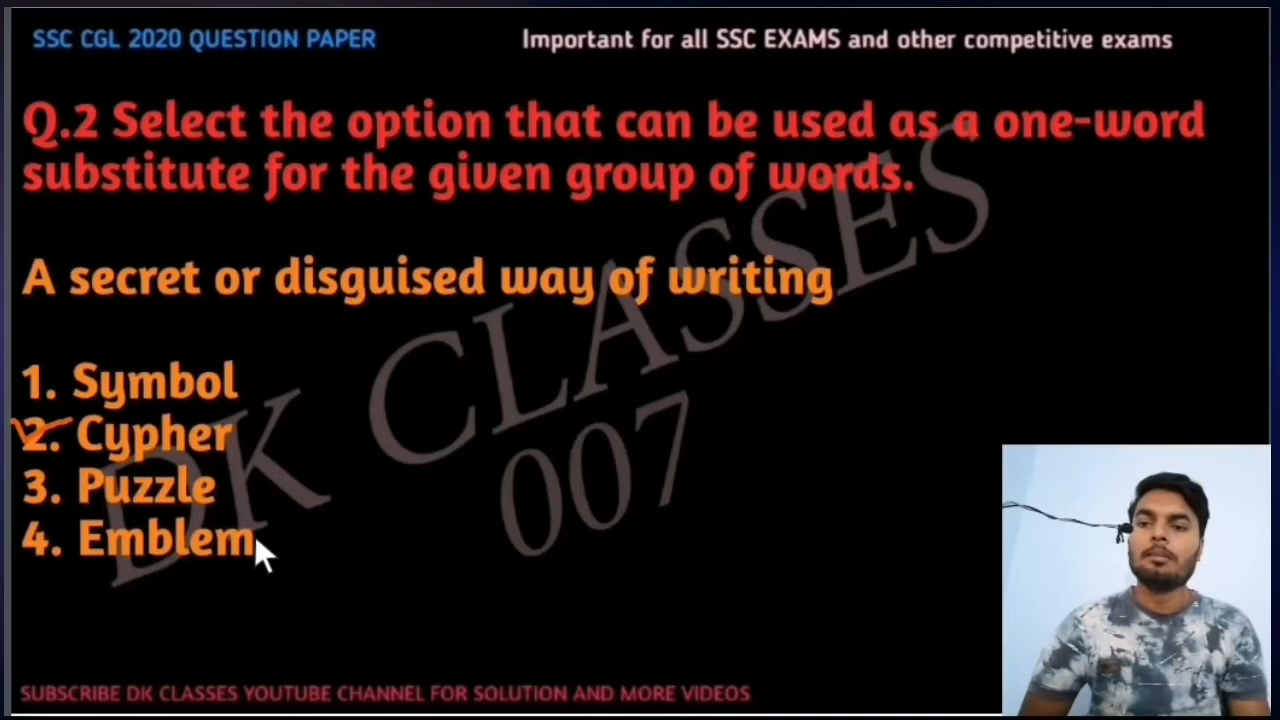 SSC CGL 2020 QUESTION PAPER
Important for all SSC EXAMS and other competitive exams
Q.2 Select the option that can be used as a one-word
substitute for the given group of words.
A secret or disguised way of writing
1. Symbol
2. Cypher
3. Puzzle
4. Emblem
DK CLASSES
007
SUBSCRIBE DK CLASSES YOUTUBE CHANNEL FOR SOLUTION AND MORE VIDEOS